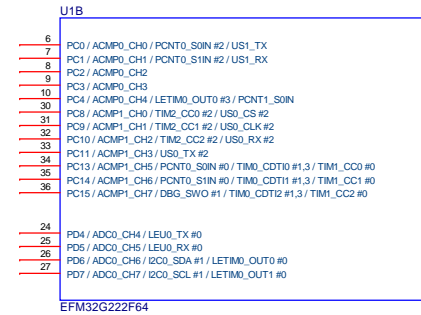 U1B
6 PC0 / ACMP0_CH0 / PCNT0_S0IN #2 / US1_TX
7 PC1 / ACMP0_CH1 / PCNT0_S1IN #2 / US1_RX
8 PC2 / ACMP0_CH2
9 PC3 / ACMP0_CH3
10 PC4 / ACMP0_CH4 / LETIM0_OUT0 #3 / PCNT1_S0IN
30 PC8 / ACMP1_CH0 / TIM2_CC0 #2 / US0_CS #2
31 PC9 / ACMP1_CH1 / TIM2_CC1 #2 / US0_CLK #2
32 PC10 / ACMP1_CH2 / TIM2_CC2 #2 / US0_RX #2
33 PC11 / ACMP1_CH3 / US0_TX #2
34 PC13 / ACMP1_CH5 / PCNT0_S0IN #0 / TIM0_CDTI0 #1,3 / TIM1_CC0 #0
35 PC14 / ACMP1_CH6 / PCNT0_S1IN #0 / TIM0_CDTI1 #1,3 / TIM1_CC1 #0
36 PC15 / ACMP1_CH7 / DBG_SWO #1 / TIM0_CDTI2 #1,3 / TIM1_CC2 #0
24 PD4 / ADC0_CH4 / LEU0_TX #0
25 PD5 / ADC0_CH5 / LEU0_RX #0
26 PD6 / ADC0_CH6 / I2C0_SDA #1 / LETIM0_OUT0 #0
27 PD7 / ADC0_CH7 / I2C0_SCL #1 / LETIM0_OUT1 #0
EFM32G222F64